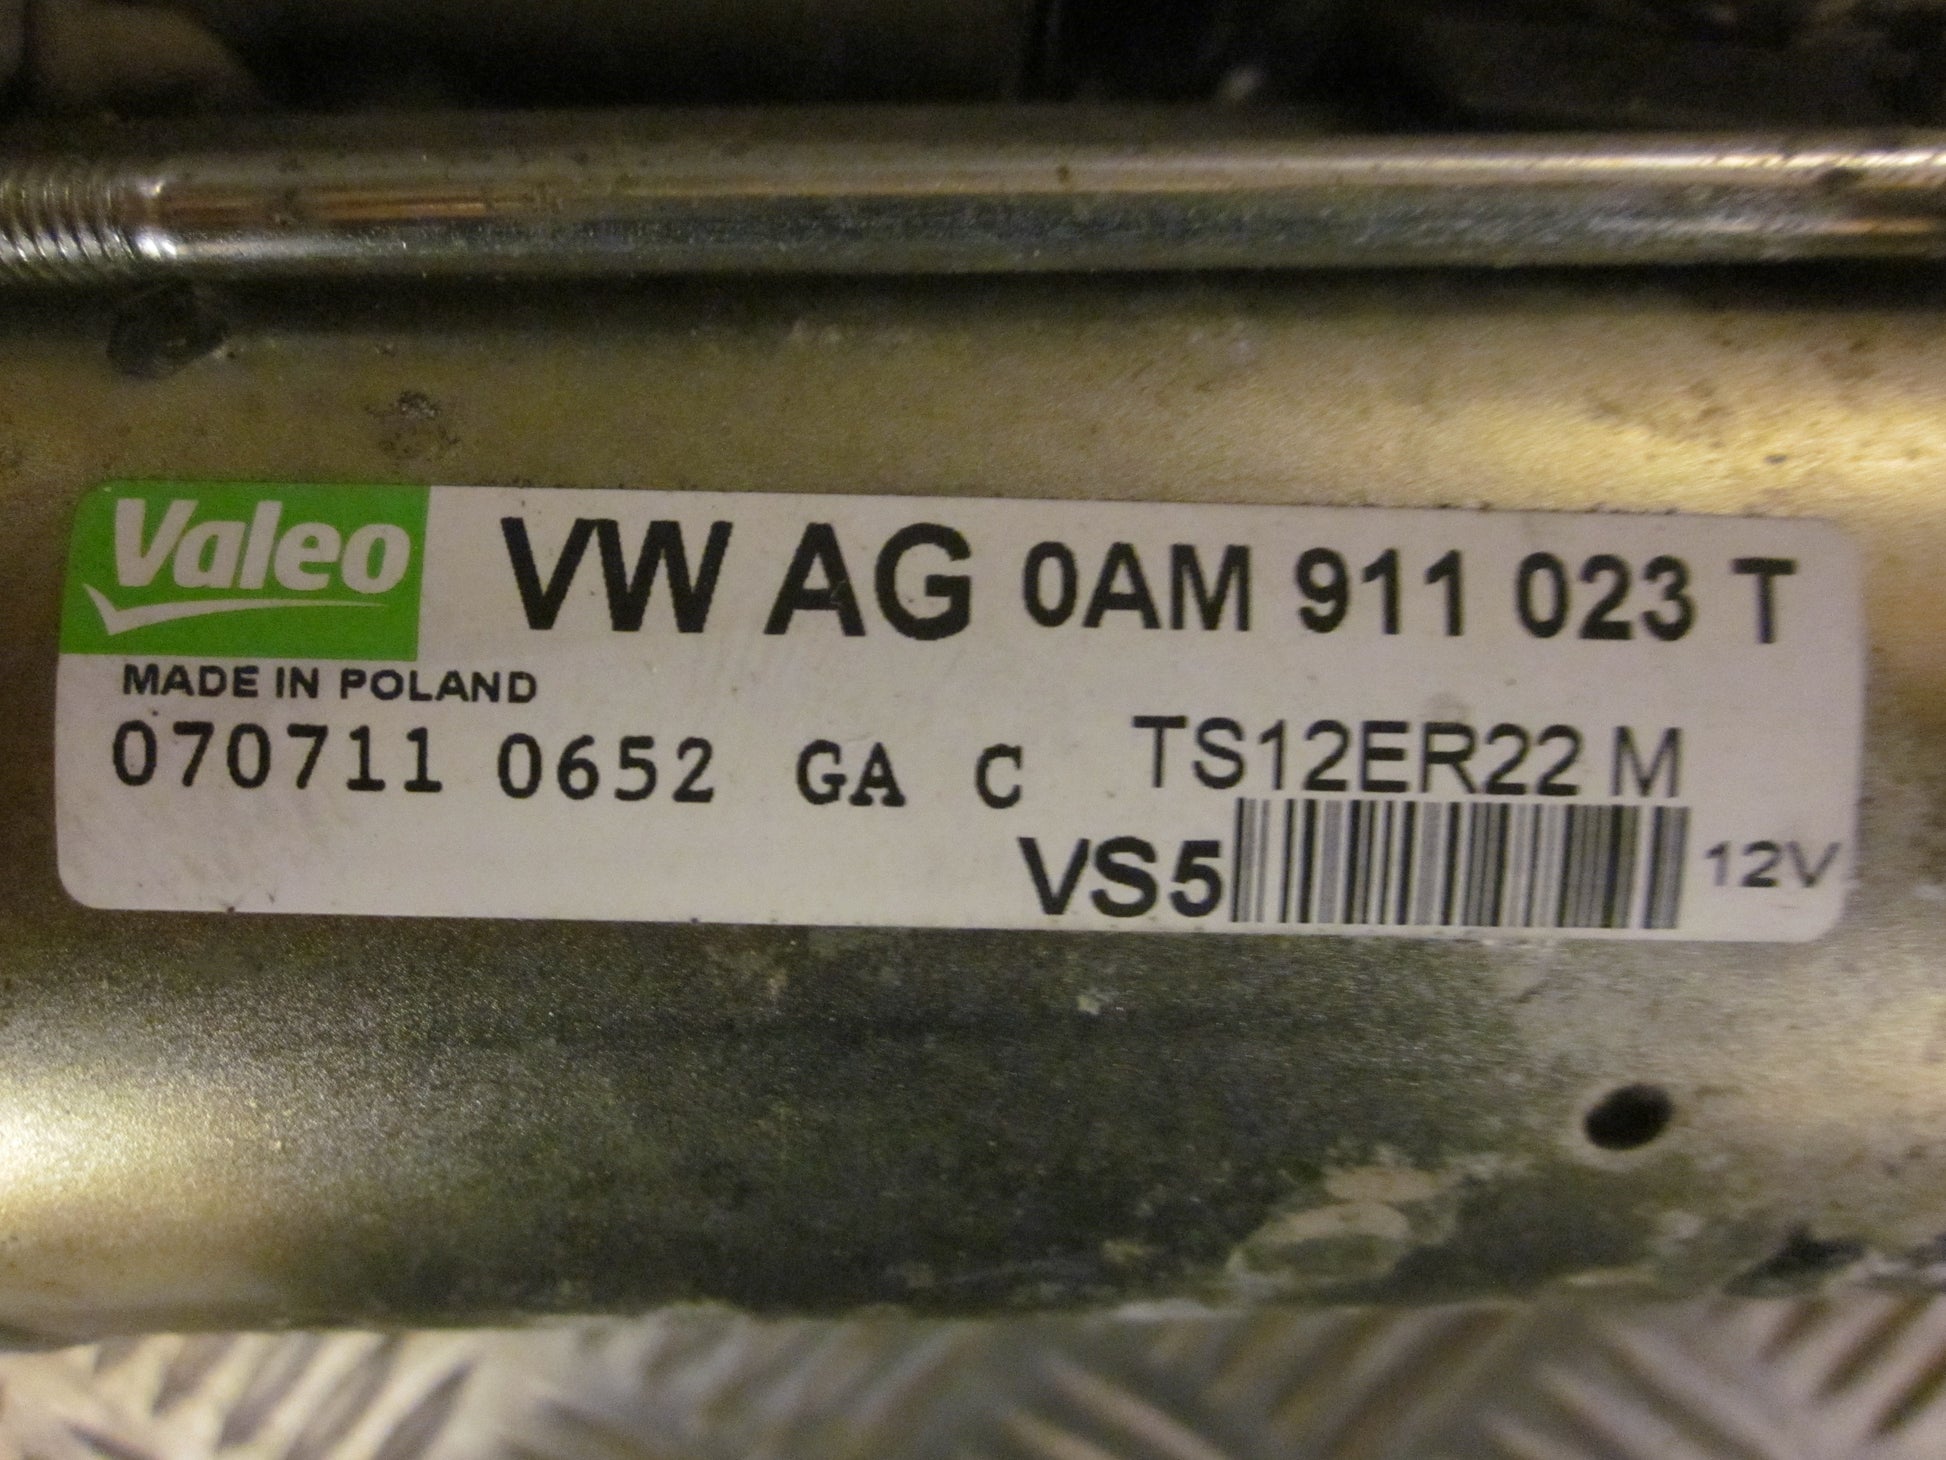 Valeo VW AG 0AM 911 023 T
MADE IN POLAND
070711 0652 GA C TS12ER22 M
VS5 12V